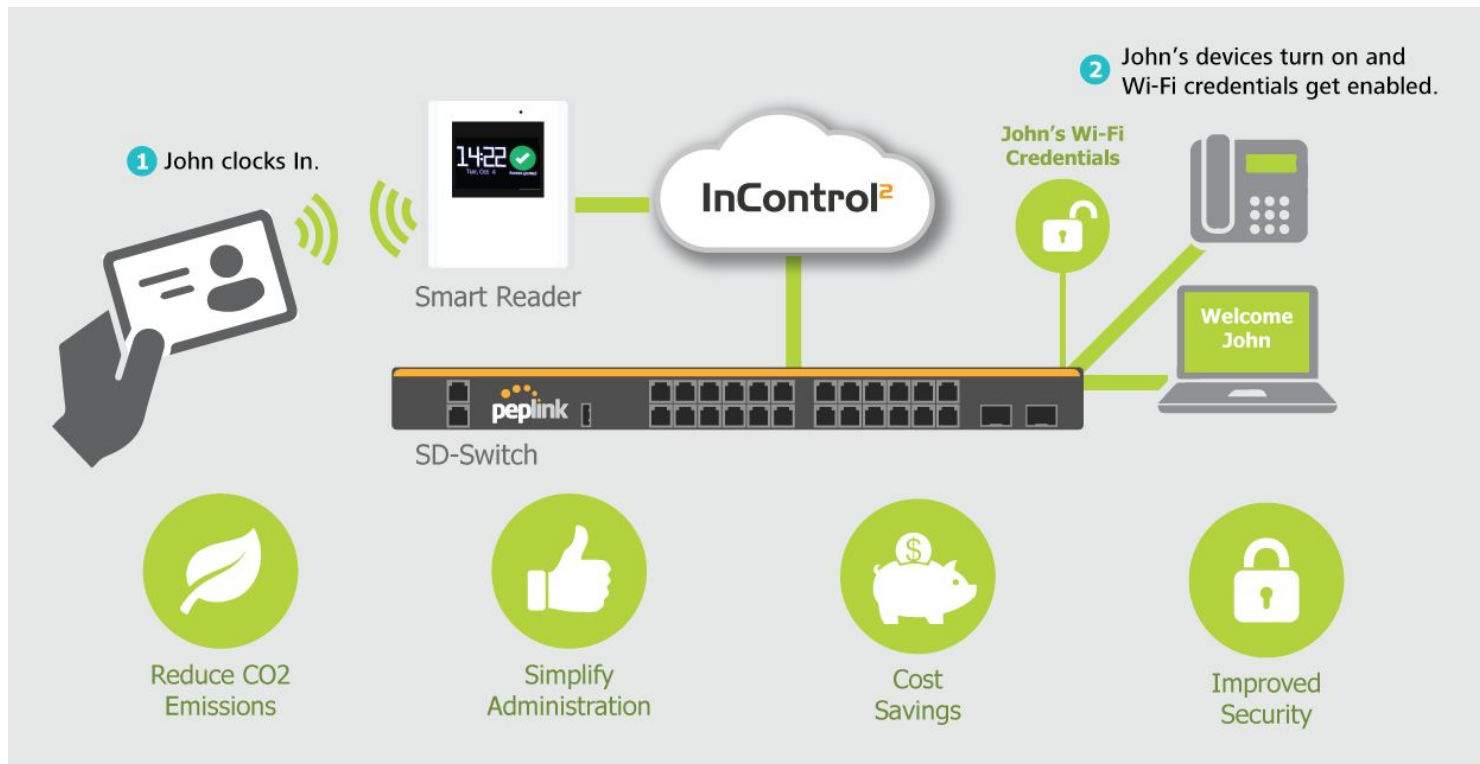 2 John’s devices turn on and
Wi-Fi credentials get enabled.
1 John clocks In.
14:22
Tue, Oct 4
InControl2
John’s Wi-Fi
Credentials
Smart Reader
Welcome
John
peplink
SD-Switch
$
Reduce CO2
Emissions
Simplify
Administration
Cost
Savings
Improved
Security